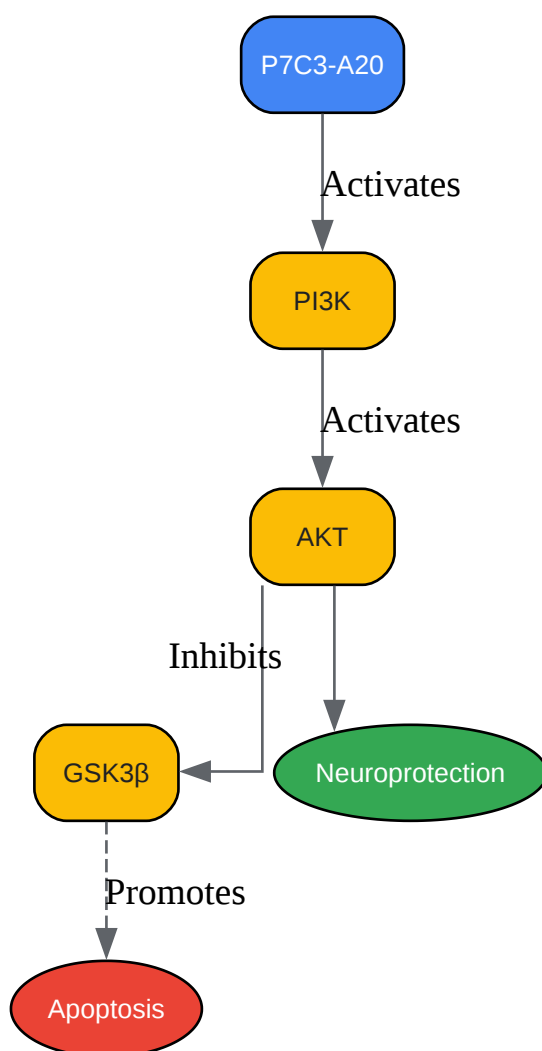 P7C3-A20
Activates
PI3K
Activates
AKT
Inhibits
GSK3β
Neuroprotection
Promotes
Apoptosis